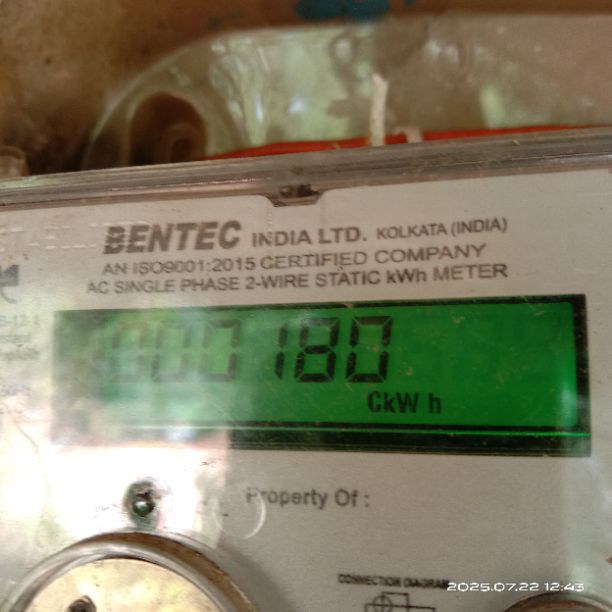 BENTEC INDIA LTD. KOLKATA (INDIA)
AN ISO9001:2015 CERTIFIED COMPANY
AC SINGLE PHASE 2-WIRE STATIC kWh METER
000180
CkW h
Property Of :
CONNECTION DIAGRAM
2025.07.22 12:43